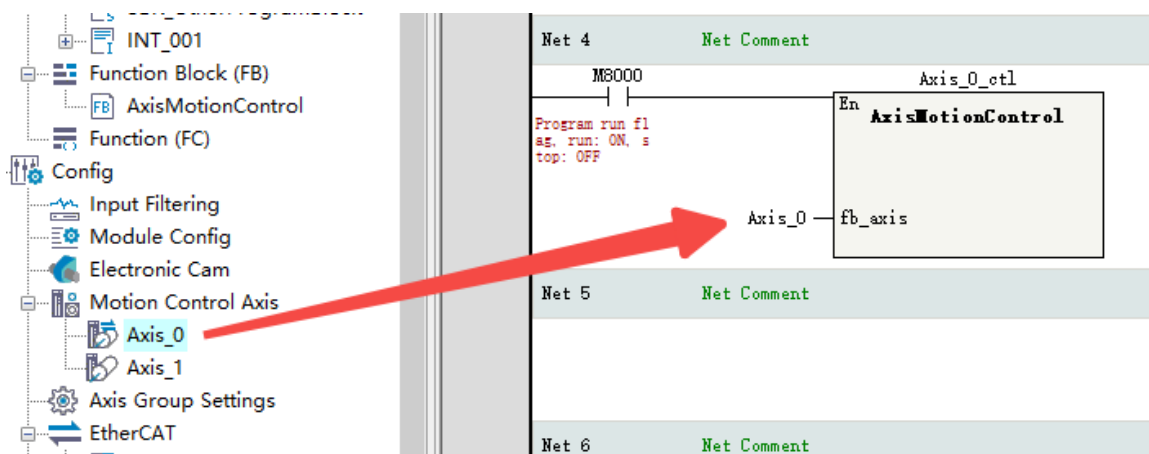 INT_001
Function Block (FB)
FB AxisMotionControl
Function (FC)
Config
Input Filtering
Module Config
Electronic Cam
Motion Control Axis
Axis_0
Axis_1
Axis Group Settings
EtherCAT
Net 4 Net Comment
M8000
Program run fl
ag, run: ON, s
top: OFF
Axis_0_ctl
En AxisMotionControl
Axis_0 fb_axis
Net 5 Net Comment
Net 6 Net Comment